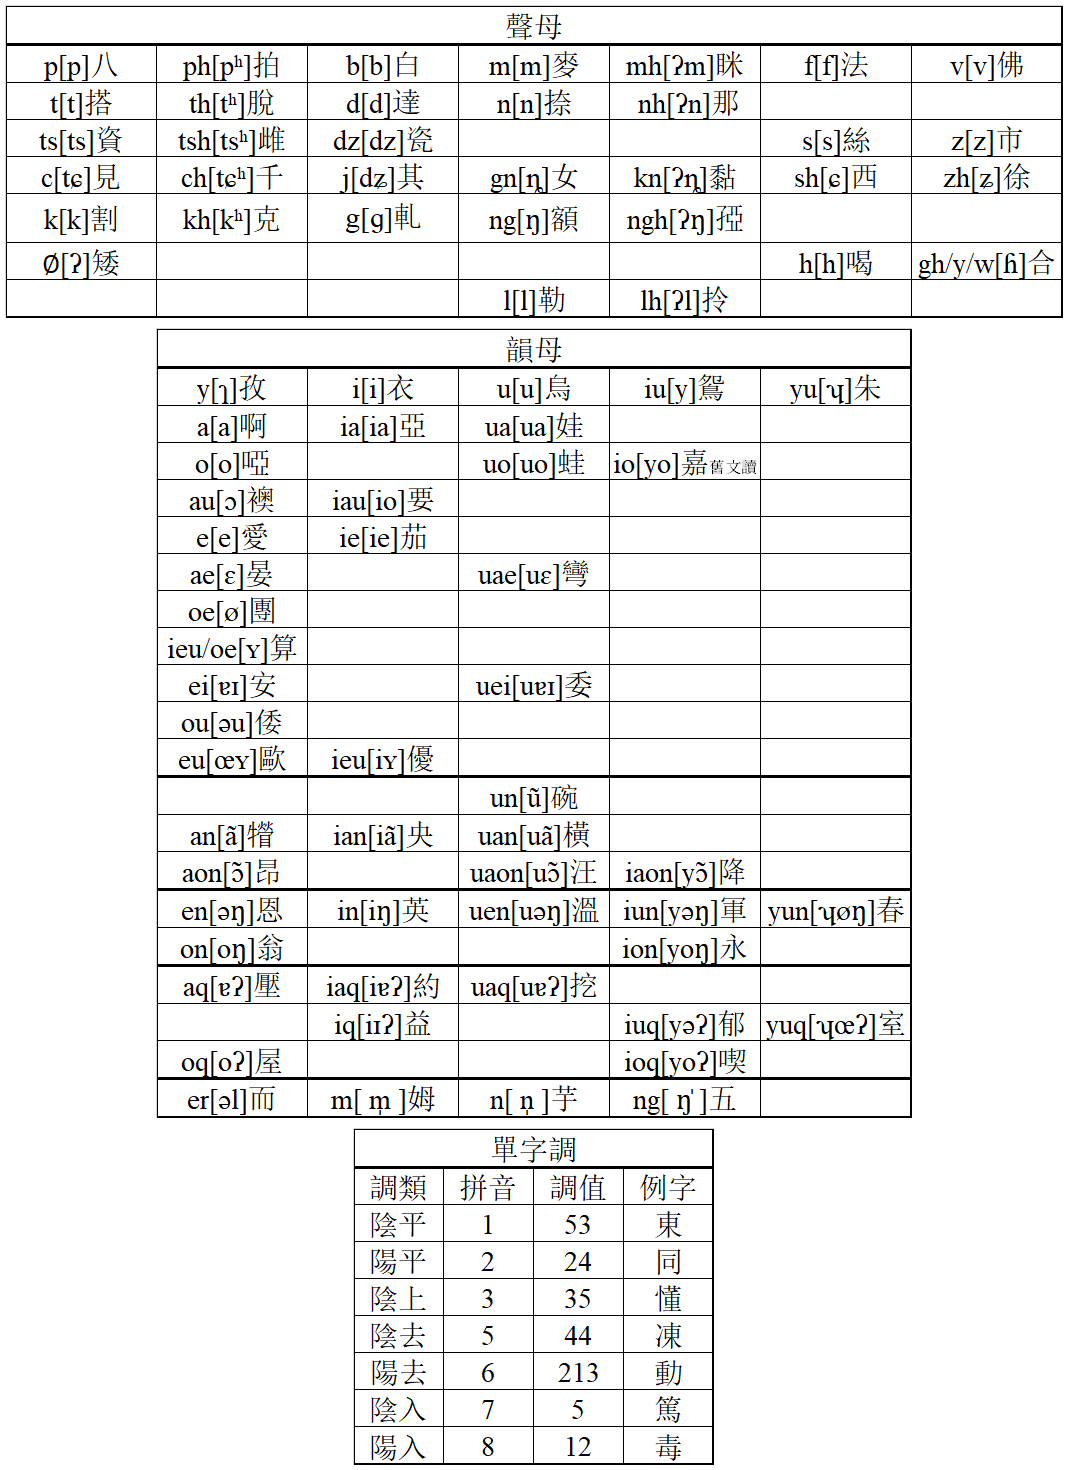 聲母
p[p]八 ph[pʰ]拍 b[b]白 m[m]麥 mh[ʔm]眯 f[f]法 v[v]佛
t[t]搭 th[tʰ]脫 d[d]達 n[n]捺 nh[ʔn]那
ts[ts]資 tsh[tsʰ]雌 dz[dz]瓷 s[s]絲 z[z]市
c[tɕ]見 ch[tɕʰ]千 j[dʑ]其 gn[ȵ]女 kn[ʔȵ]黏 sh[ɕ]西 zh[ʑ]徐
k[k]割 kh[kʰ]克 g[ɡ]軋 ng[ŋ]額 ngh[ʔŋ]孲
Ø[ʔ]矮 h[h]喝 gh/y/w[ɦ]合
l[l]勒 lh[ʔl]拎
韻母
y[ʅ]孜 i[i]衣 u[u]烏 iu[y]鴛 yu[ʮ]朱
a[a]啊 ia[ia]亞 ua[ua]娃
o[o]啞 uo[uo]蛙 io[yo]嘉舊文讀
au[ɔ]襖 iau[io]要
e[e]愛 ie[ie]茄
ae[ɛ]晏 uae[uɛ]彎
oe[ø]團
ieu/oe[ʏ]算
ei[ɐɪ]安 uei[uɐɪ]委
ou[əu]倭
eu[œʏ]歐 ieu[iʏ]優
un[ũ]碗
an[ã]㽪 ian[iã]央 uan[uã]橫
aon[ɔ̃]昂 uaon[uɔ̃]汪 iaon[yɔ̃]降
en[əŋ]恩 in[iŋ]英 uen[uəŋ]溫 iun[yəŋ]軍 yun[ʮøŋ]春
on[oŋ]翁 ion[yoŋ]永
aq[ɐʔ]壓 iaq[iɐʔ]約 uaq[uɐʔ]挖
iq[iɪʔ]益 iuq[yəʔ]郁 yuq[ʮœʔ]室
oq[oʔ]屋 ioq[yoʔ]喫
er[əl]而 m[ m̩ ]姆 n[ n̩ ]芋 ng[ ŋ̍ ]五
單字調
調類 拼音 調值 例字
陰平 1 53 東
陽平 2 24 同
陰上 3 35 懂
陰去 5 44 凍
陽去 6 213 動
陰入 7 5 篤
陽入 8 12 毒